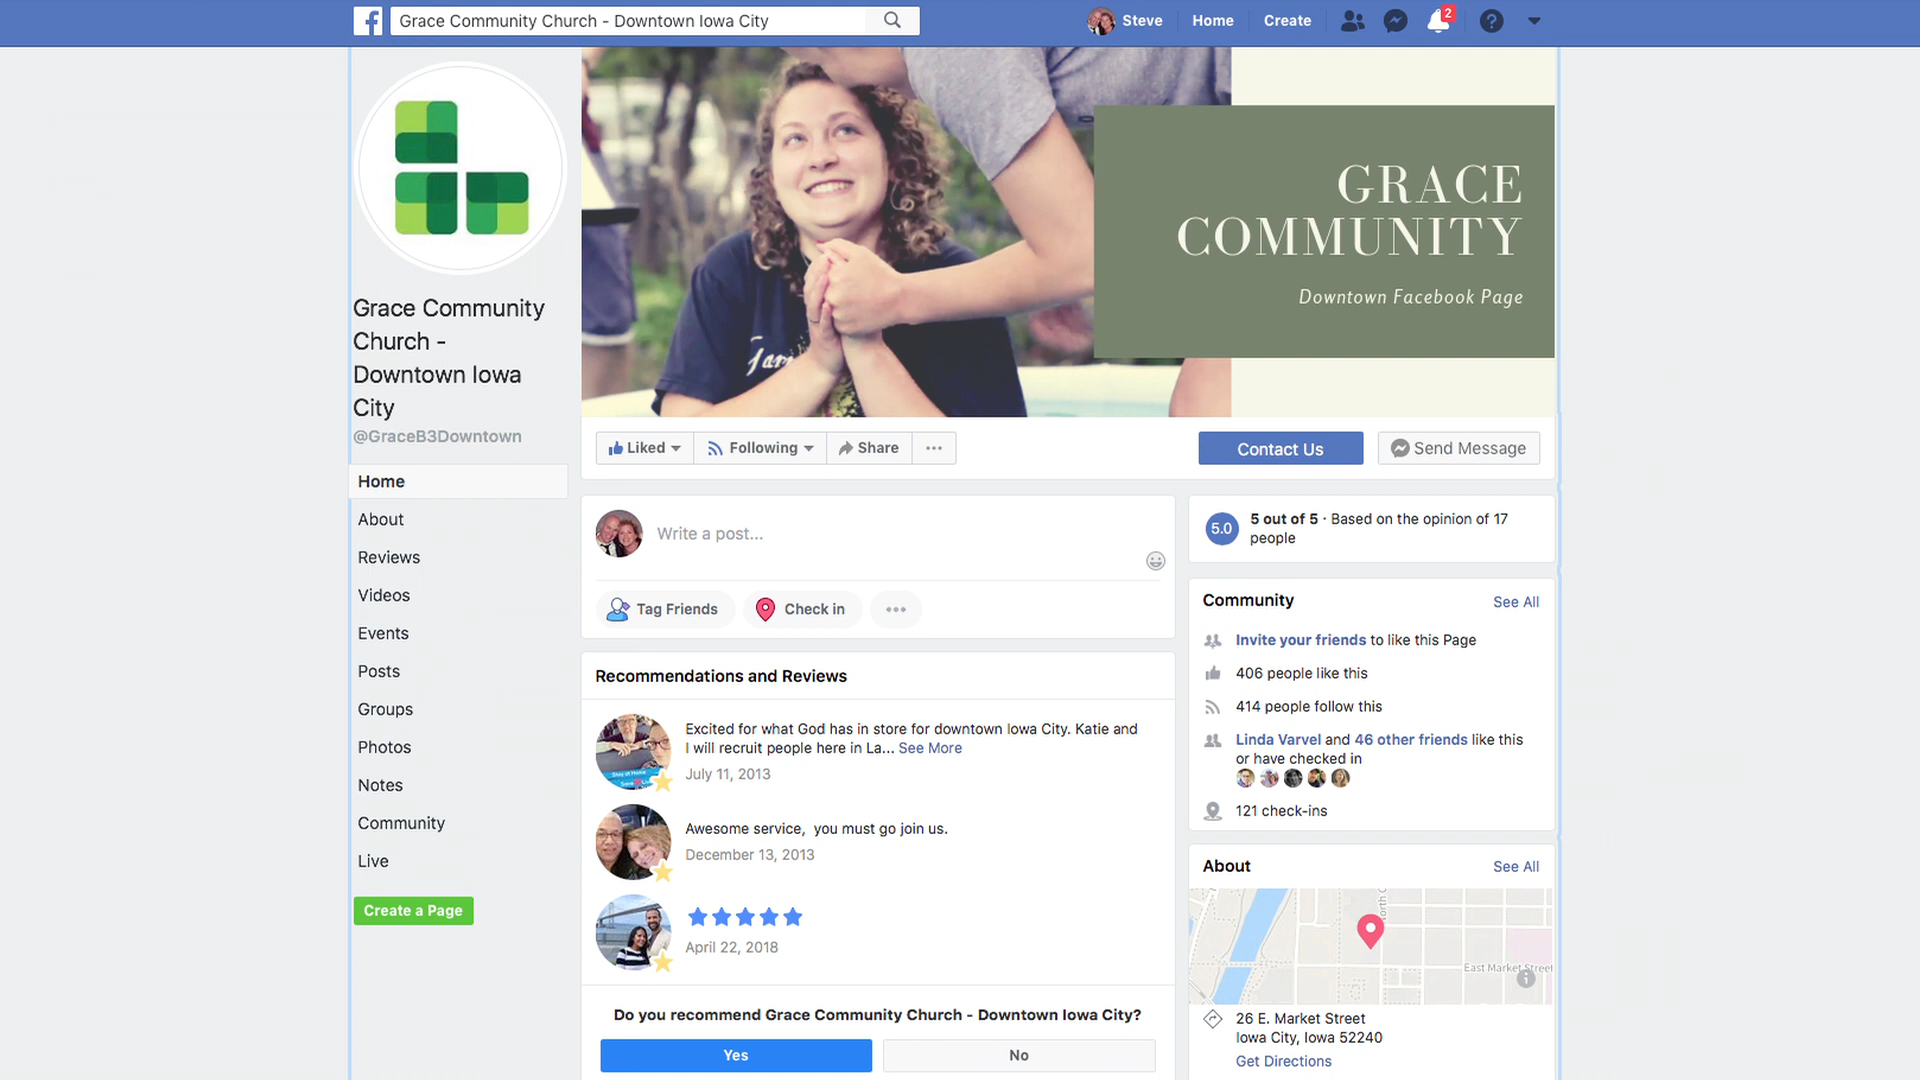 Grace Community Church - Downtown Iowa City
Steve
Home
Create
2
GRACE
COMMUNITY
Downtown Facebook Page
Grace Community
Church -
Downtown Iowa
City
@GraceB3Downtown
Home
About
Reviews
Videos
Events
Posts
Groups
Photos
Notes
Community
Live
Create a Page
Liked
Following
Share
Contact Us
Send Message
Write a post...
Tag Friends
Check in
Recommendations and Reviews
Excited for what God has in store for downtown Iowa City. Katie and
I will recruit people here in La... See More
July 11, 2013
Awesome service,  you must go join us.
December 13, 2013
April 22, 2018
Do you recommend Grace Community Church - Downtown Iowa City?
Yes
No
5.0
5 out of 5 · Based on the opinion of 17
people
Community
See All
Invite your friends to like this Page
406 people like this
414 people follow this
Linda Varvel and 46 other friends like this
or have checked in
121 check-ins
About
See All
East Market Street
26 E. Market Street
Iowa City, Iowa 52240
Get Directions